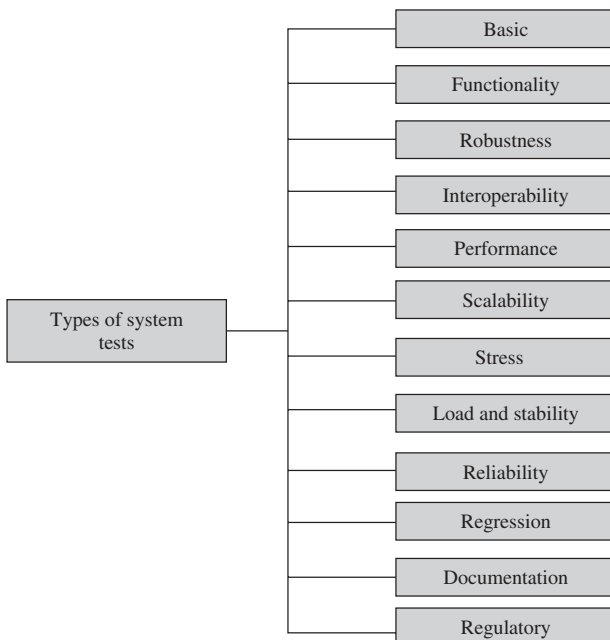 Basic
Functionality
Robustness
Interoperability
Performance
Scalability
Types of system
tests
Stress
Load and stability
Reliability
Regression
Documentation
Regulatory